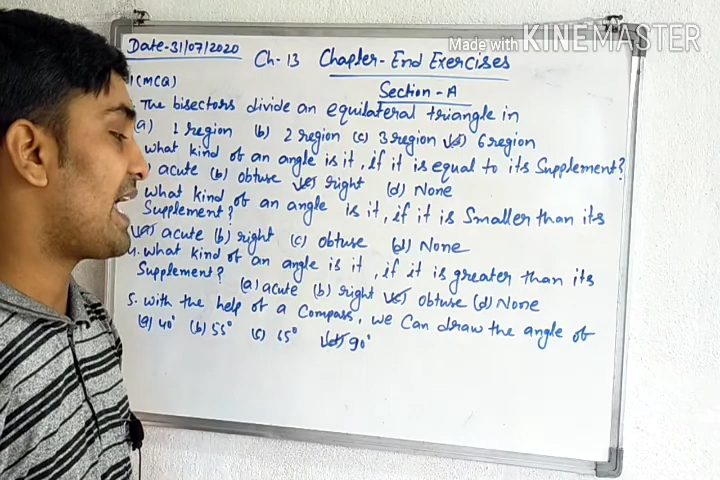 Made with KINEMASTER
Date-31/07/2020
Ch-13 Chapter-End Exercises
1(MCQ)
Section-A
The bisectors divide an equilateral triangle in
(a) 1 region (b) 2 region (c) 3 region (d) 6 region
what kind of an angle is it, if it is equal to its Supplement?
acute (b) obtuse (c) right (d) None
what kind of an angle is it, if it is Smaller than its
Supplement?
(a) acute (b) right (c) obtuse (d) None
4. what kind of an angle is it, if it is greater than its
Supplement? (a) acute (b) right (c) obtuse (d) None
5. with the help of a Compass, we Can draw the angle of
(a) 40° (b) 55° (c) 65° (d) 90°